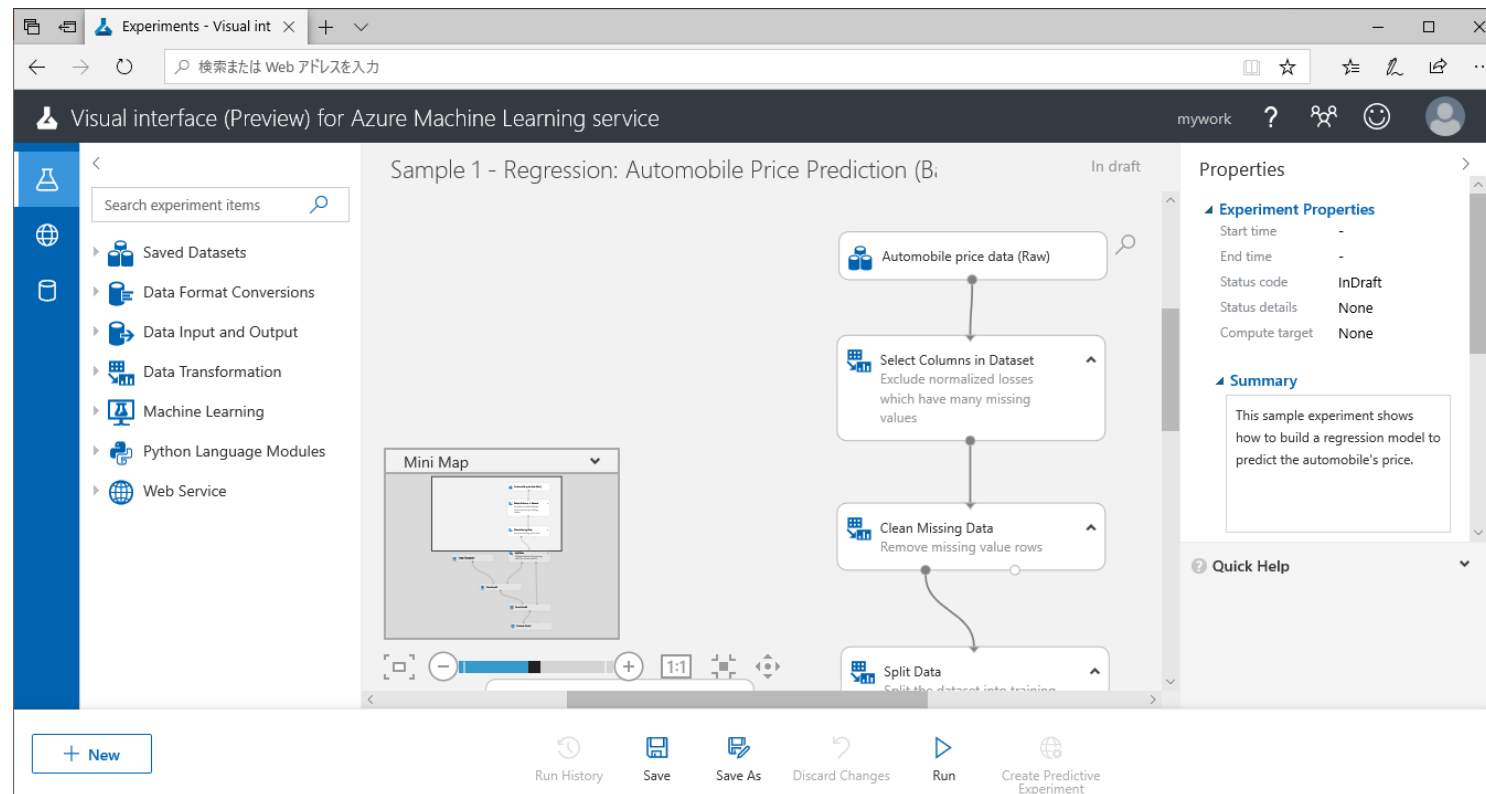 Experiments - Visual int
検索または Web アドレスを入力
Visual interface (Preview) for Azure Machine Learning service
mywork
Search experiment items
Saved Datasets
Data Format Conversions
Data Input and Output
Data Transformation
Machine Learning
Python Language Modules
Web Service
Sample 1 - Regression: Automobile Price Prediction (Ba
In draft
Automobile price data (Raw)
Select Columns in Dataset
Exclude normalized losses
which have many missing
values
Clean Missing Data
Remove missing value rows
Split Data
Split the dataset into training
Mini Map
1:1
Properties
Experiment Properties
Start time -
End time -
Status code InDraft
Status details None
Compute target None
Summary
This sample experiment shows
how to build a regression model to
predict the automobile's price.
Quick Help
New
Run History
Save
Save As
Discard Changes
Run
Create Predictive
Experiment